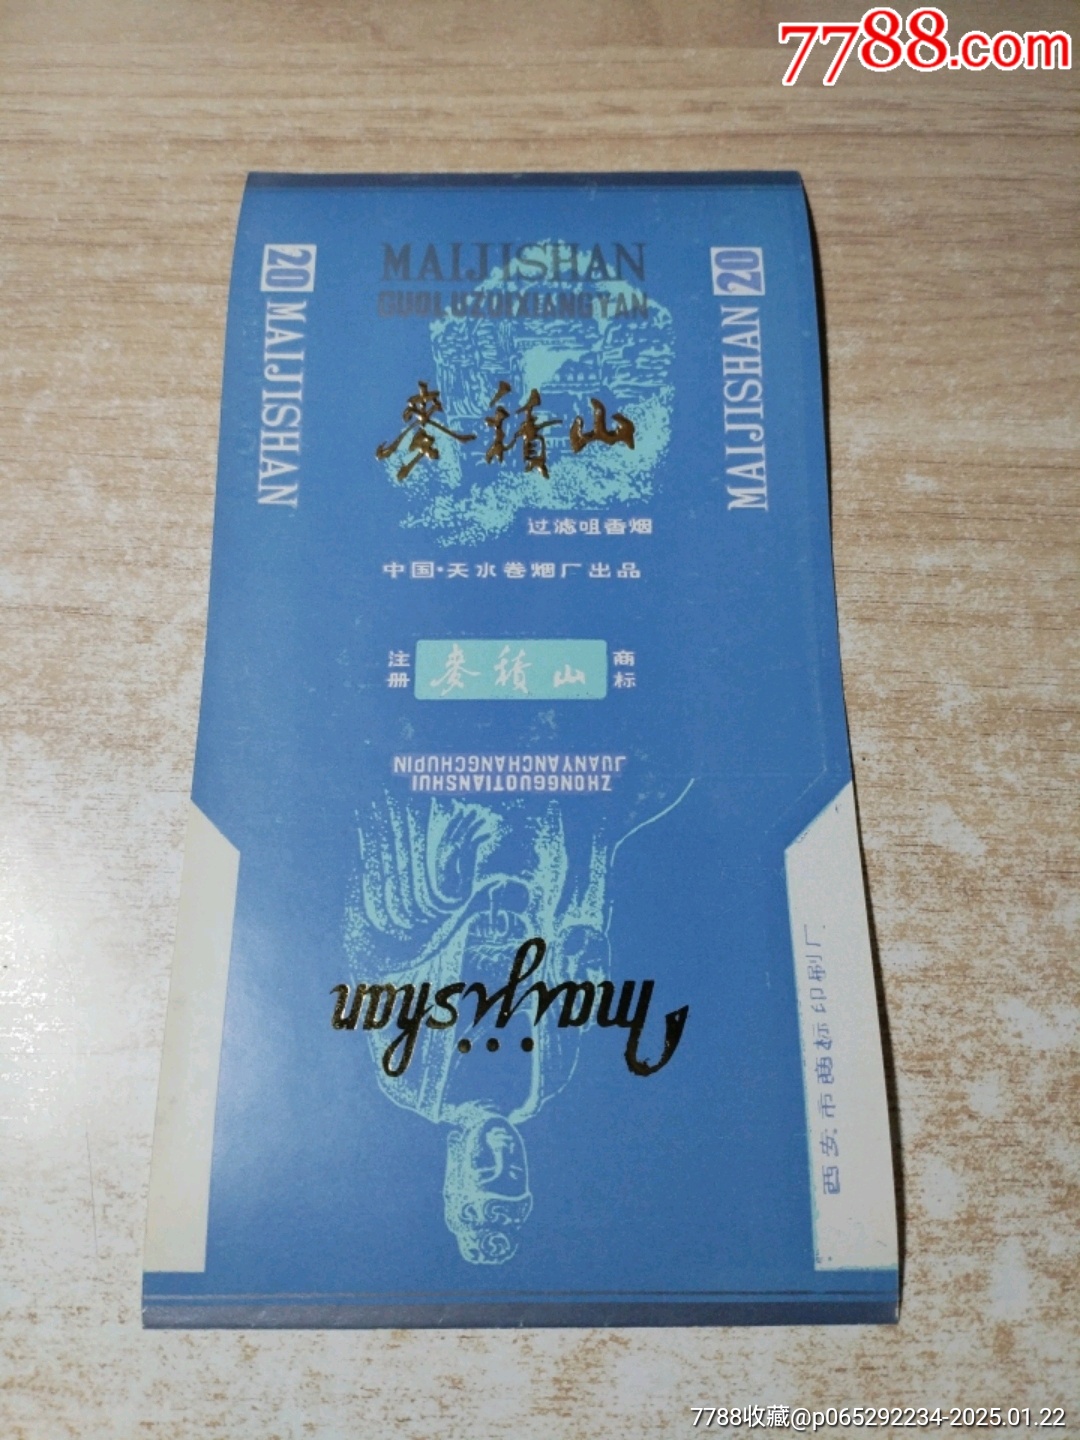 7788.com
20 MAIJISHAN
MAIJISHAN
GUOLUZUIXIANGYAN
麥積山
过滤咀香烟
中国·天水卷烟厂出品
MAIJISHAN 20
注册
麥積山
商标
ZHONGGUOTIANSHUI
JUANYANCHANGCHUPIN
maijishan
西安市商标印刷厂
7788收藏@p065292234-2025.01.22